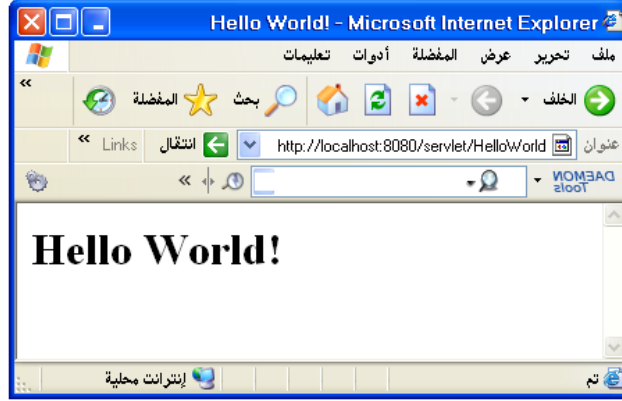 Hello World! - Microsoft Internet Explorer
ملف تحرير عرض المفضلة أدوات تعليمات
الخلف بحث المفضلة »
عنوان http://localhost:8080/servlet/HelloWorld انتقال Links »
DAEMON Tools »
Hello World!
تم إنترانت محلية